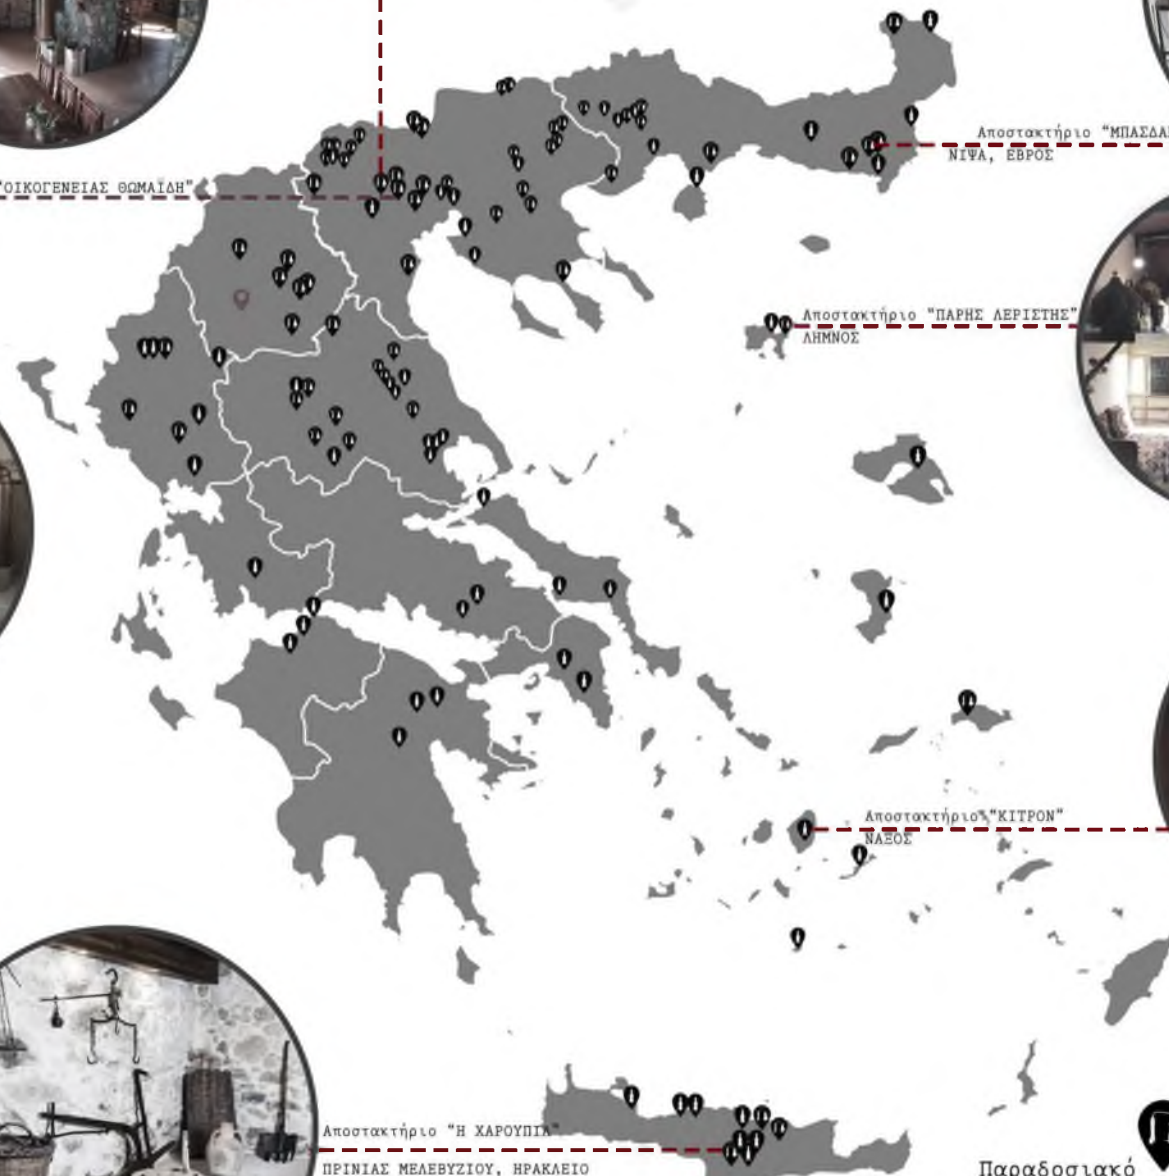 Αποστακτήριο "ΜΠΑΣΔΑ
ΝΙΨΑ, ΕΒΡΟΣ
"ΟΙΚΟΓΕΝΕΙΑΣ ΘΩΜΑΪΔΗ"
Αποστακτήριο "ΠΑΡΗΣ ΛΕΡΙΣΤΗΣ"
ΛΗΜΝΟΣ
Αποστακτήριο "ΚΙΤΡΟΝ"
ΝΑΞΟΣ
Αποστακτήριο "Η ΧΑΡΟΥΠΙΑ"
ΠΡΙΝΙΑΣ ΜΕΛΕΒΥΖΙΟΥ, ΗΡΑΚΛΕΙΟ
Παραδοσιακό